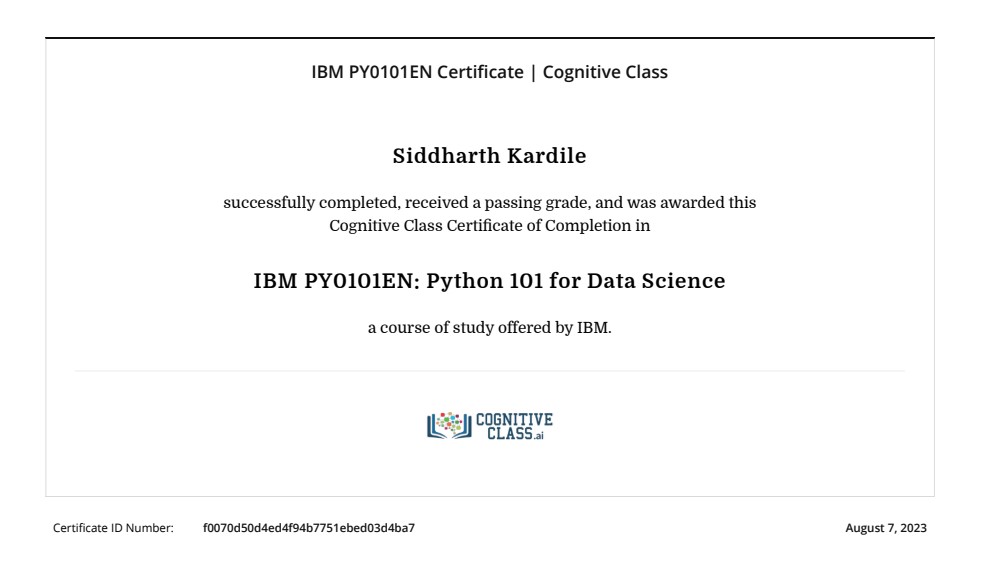 IBM PY0101EN Certificate | Cognitive Class
Siddharth Kardile
successfully completed, received a passing grade, and was awarded this
Cognitive Class Certificate of Completion in
IBM PY0101EN: Python 101 for Data Science
a course of study offered by IBM.
COGNITIVE
CLASS.ai
Certificate ID Number: f0070d50d4ed4f94b7751ebed03d4ba7 August 7, 2023